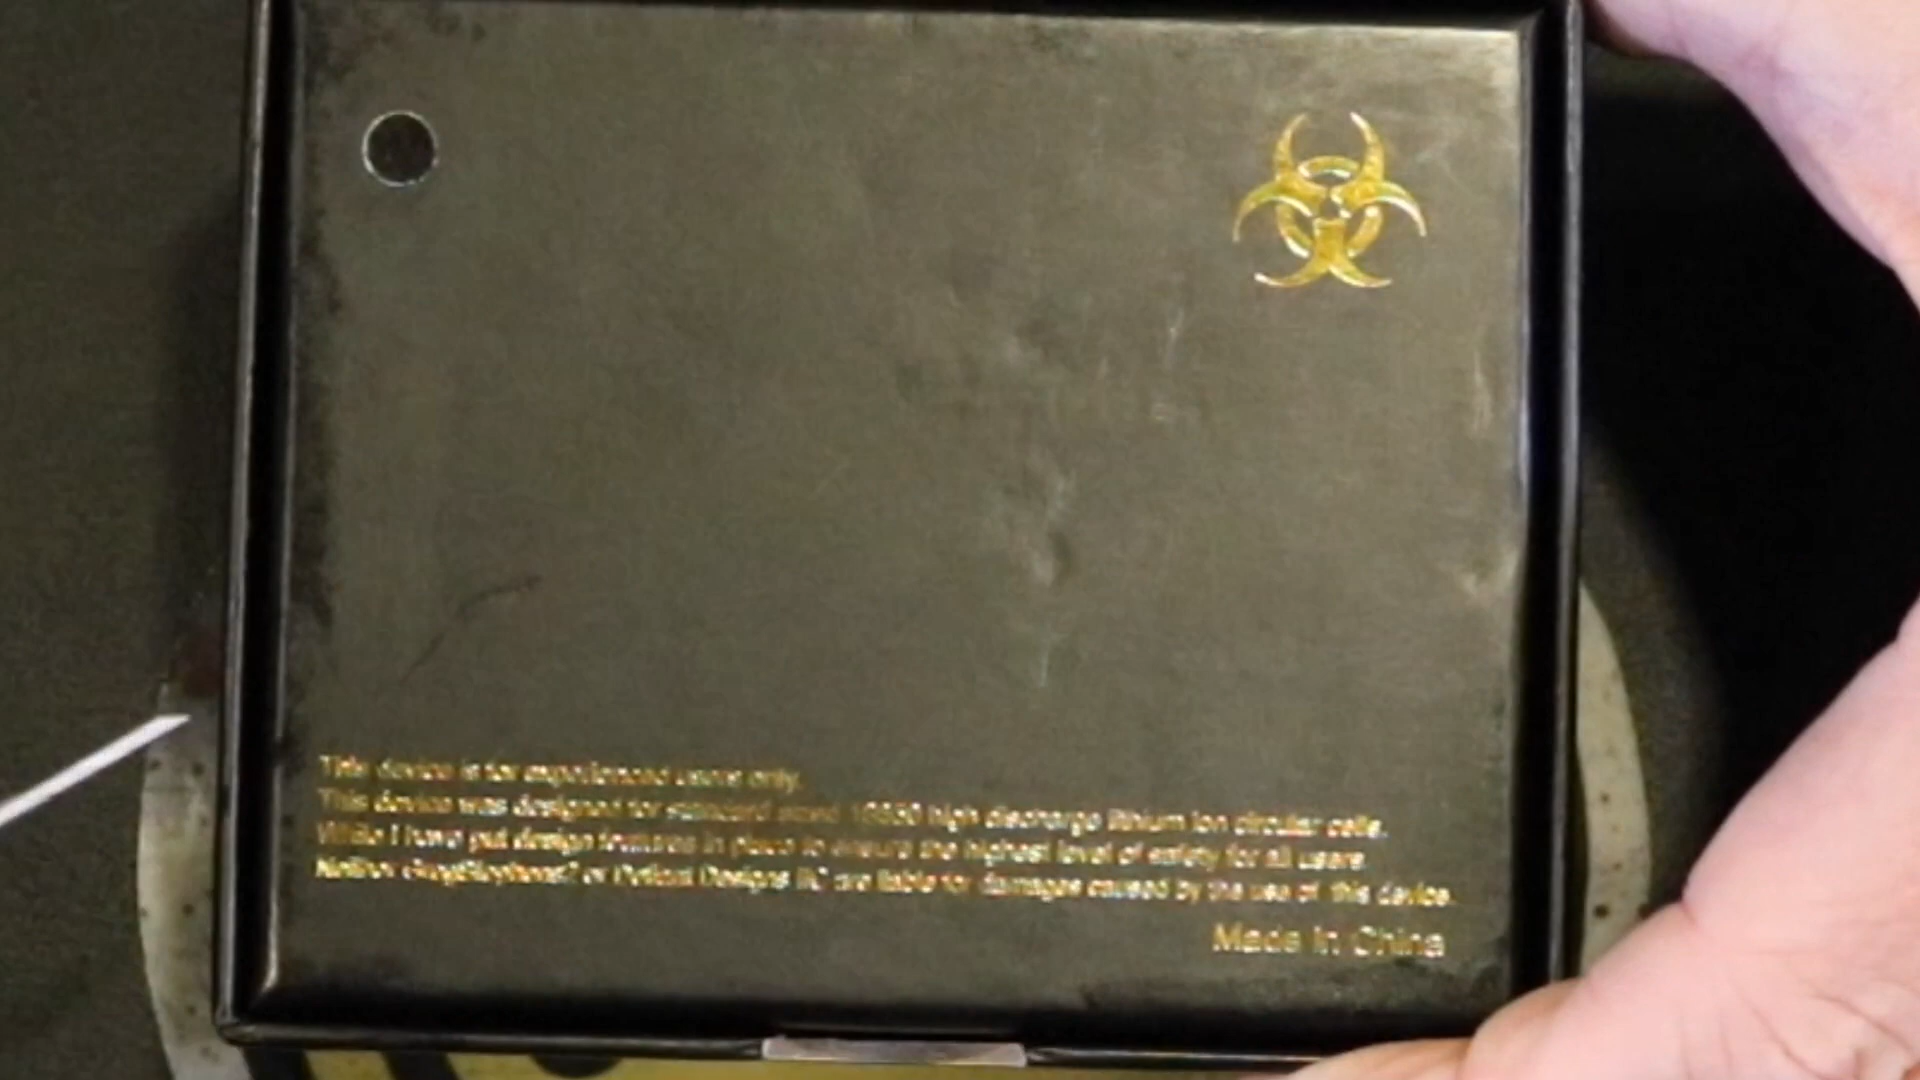 This device is for experienced users only.
This device was designed for standard sized 18650 high discharge lithium ion circular cells.
While I have put design features in place to ensure the highest level of safety for all users.
Neither or Designs are liable for damages caused by the use of this device.
Made in China